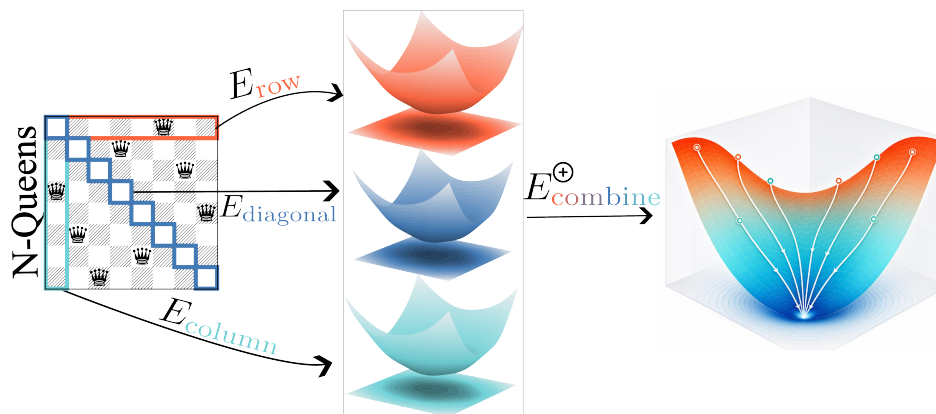 N-Queens
E_row
E_diagonal
E_column
E^⊕_combine